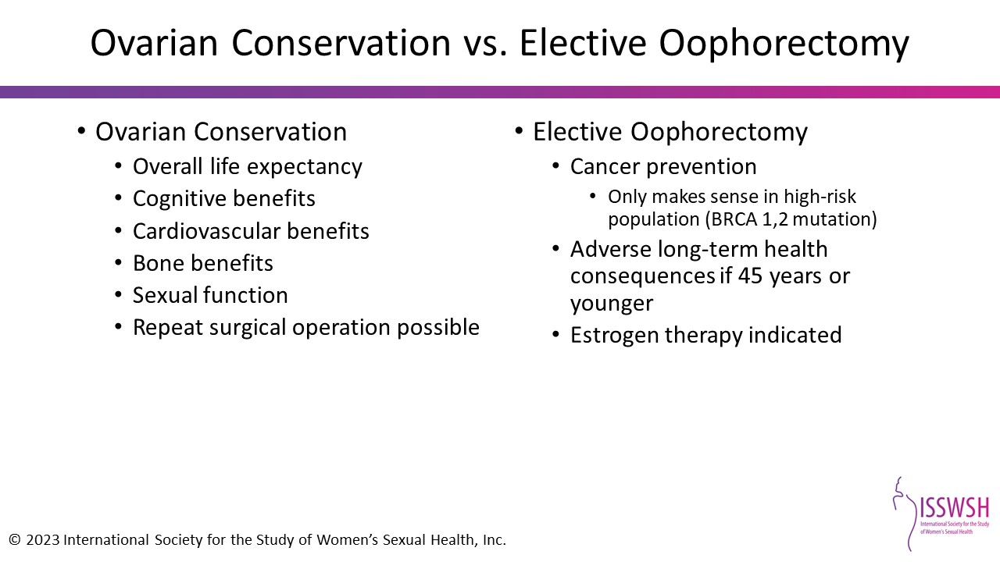 Ovarian Conservation vs. Elective Oophorectomy
• Ovarian Conservation
• Overall life expectancy
• Cognitive benefits
• Cardiovascular benefits
• Bone benefits
• Sexual function
• Repeat surgical operation possible
• Elective Oophorectomy
• Cancer prevention
• Only makes sense in high-risk
population (BRCA 1,2 mutation)
• Adverse long-term health
consequences if 45 years or
younger
• Estrogen therapy indicated
ISSWSH
International Society for the Study
of Women's Sexual Health
© 2023 International Society for the Study of Women’s Sexual Health, Inc.